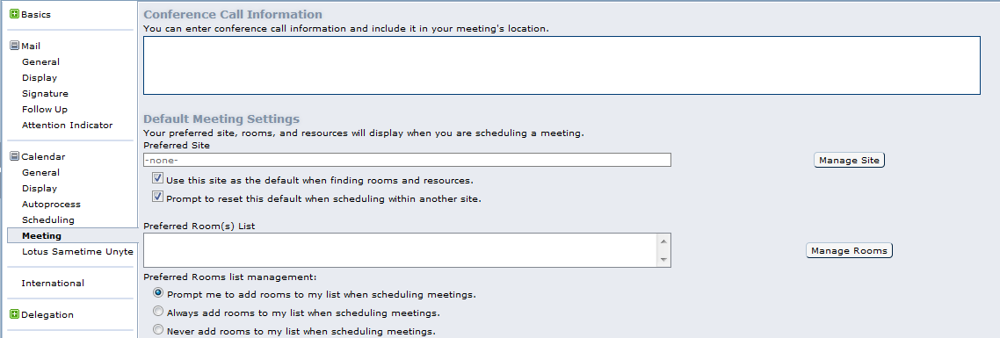 Basics
Mail
General
Display
Signature
Follow Up
Attention Indicator
Calendar
General
Display
Autoprocess
Scheduling
Meeting
Lotus Sametime Unyte
International
Delegation
Conference Call Information
You can enter conference call information and include it in your meeting's location.
Default Meeting Settings
Your preferred site, rooms, and resources will display when you are scheduling a meeting.
Preferred Site
-none-
Manage Site
Use this site as the default when finding rooms and resources.
Prompt to reset this default when scheduling within another site.
Preferred Room(s) List
Manage Rooms
Preferred Rooms list management:
Prompt me to add rooms to my list when scheduling meetings.
Always add rooms to my list when scheduling meetings.
Never add rooms to my list when scheduling meetings.